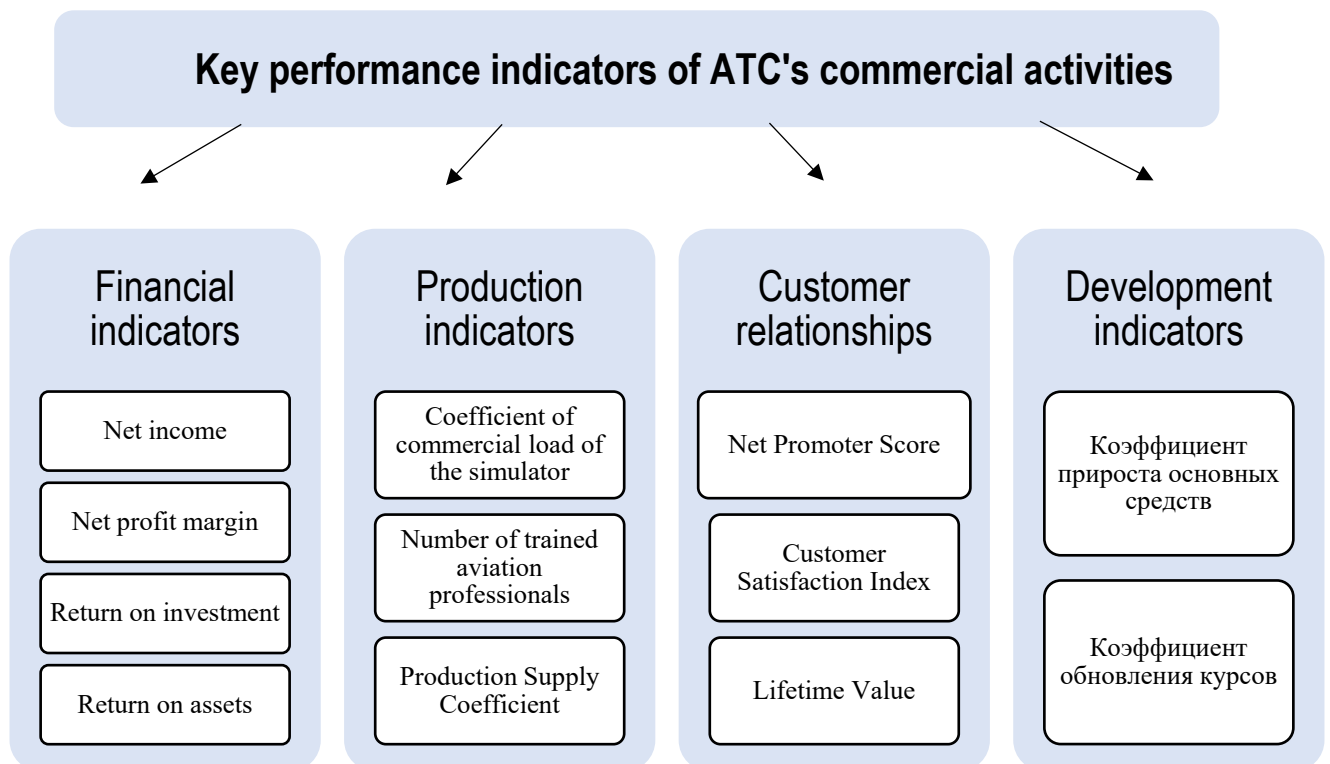 Key performance indicators of ATC's commercial activities
Financial
indicators
Net income
Net profit margin
Return on investment
Return on assets
Production
indicators
Coefficient of
commercial load of
the simulator
Number of trained
aviation
professionals
Production Supply
Coefficient
Customer
relationships
Net Promoter Score
Customer
Satisfaction Index
Lifetime Value
Development
indicators
Коэффициент
прироста основных
средств
Коэффициент
обновления курсов